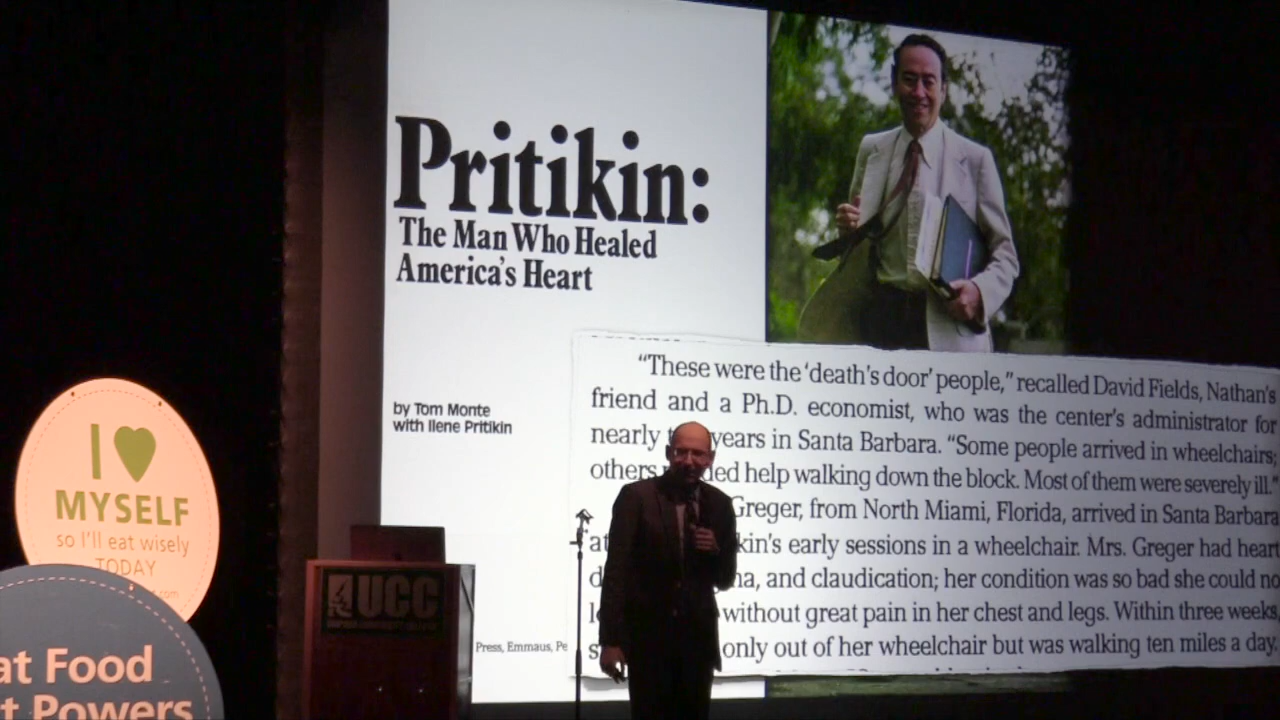 Pritikin:
The Man Who Healed
America's Heart
by Tom Monte
with Ilene Pritikin
Press, Emmaus, Pe
"These were the 'death's door' people," recalled David Fields, Nathan's
friend and a Ph.D. economist, who was the center's administrator for
nearly years in Santa Barbara. "Some people arrived in wheelchairs;
others ded help walking down the block. Most of them were severely ill."
Greger, from North Miami, Florida, arrived in Santa Barbara
at kin's early sessions in a wheelchair. Mrs. Greger had heart
d na, and claudication; her condition was so bad she could no
without great pain in her chest and legs. Within three weeks,
s only out of her wheelchair but was walking ten miles a day.
I ♥
MYSELF
so I'll eat wisely
TODAY
at Food
t Powers
UCC